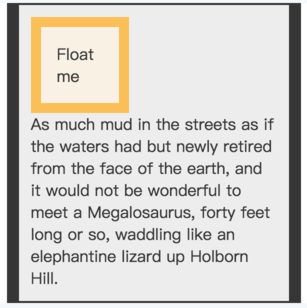 Float
me
As much mud in the streets as if
the waters had but newly retired
from the face of the earth, and
it would not be wonderful to
meet a Megalosaurus, forty feet
long or so, waddling like an
elephantine lizard up Holborn
Hill.